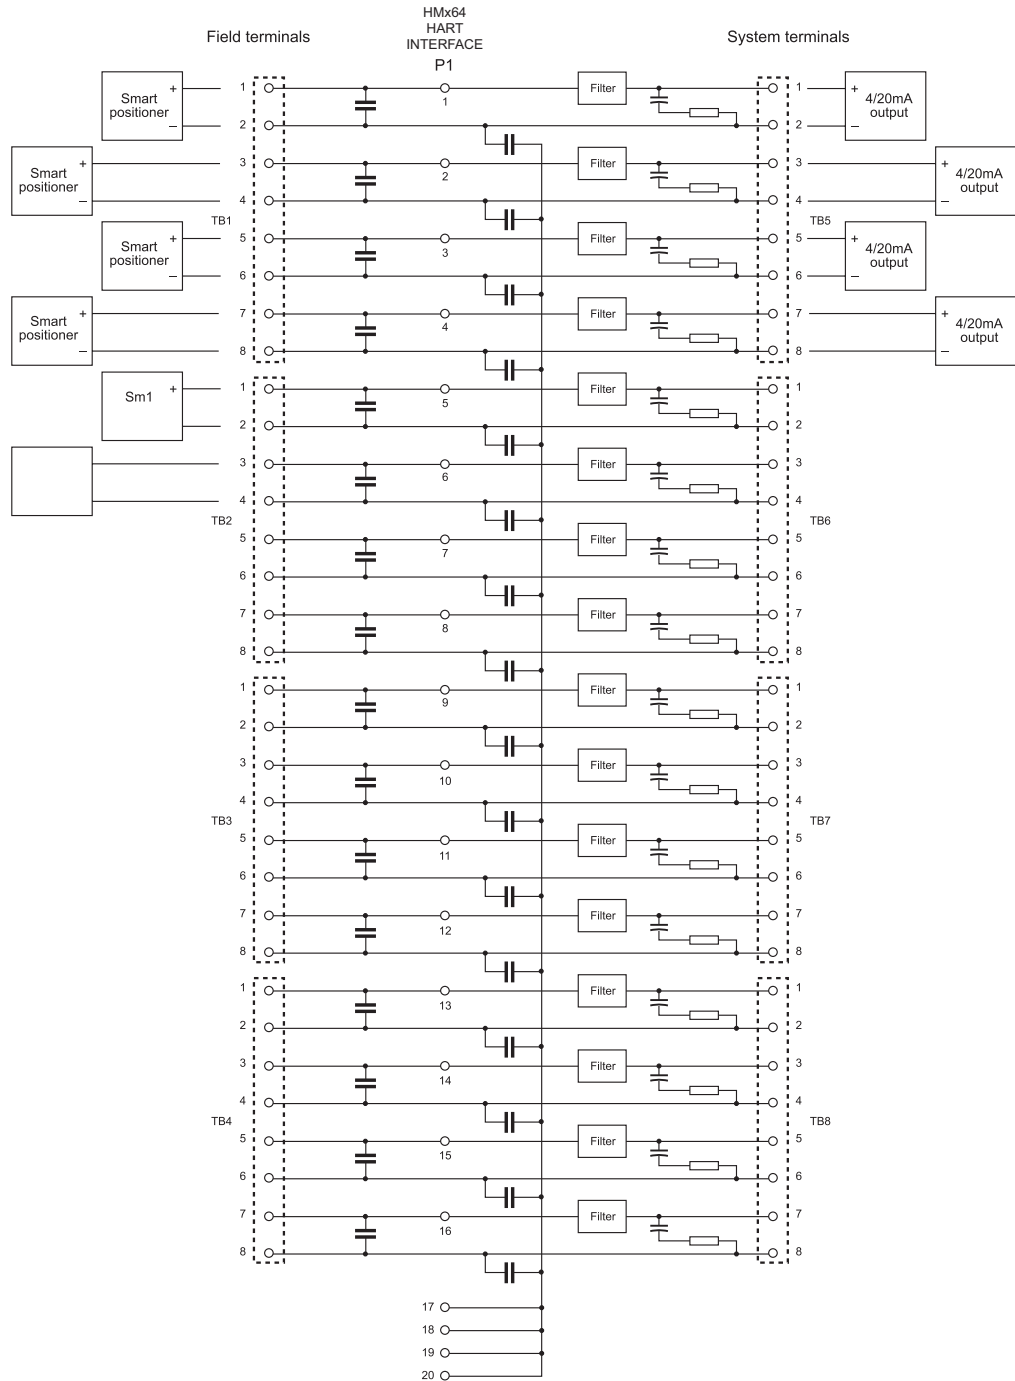 HMx64
HART
INTERFACE
P1
Field terminals
System terminals
Smart
positioner
+
–
1
2
1
Filter
1
2
+
–
4/20mA
output
Smart
positioner
+
–
3
4
2
Filter
3
4
+
–
4/20mA
output
TB1
TB5
Smart
positioner
+
–
5
6
3
Filter
5
6
+
–
4/20mA
output
Smart
positioner
+
–
7
8
4
Filter
7
8
+
–
4/20mA
output
Sm1
+
1
2
5
Filter
1
2
3
4
6
Filter
3
4
TB2
TB6
5
6
7
Filter
5
6
7
8
8
Filter
7
8
1
2
9
Filter
1
2
3
4
10
Filter
3
4
TB3
TB7
5
6
11
Filter
5
6
7
8
12
Filter
7
8
1
2
13
Filter
1
2
3
4
14
Filter
3
4
TB4
TB8
5
6
15
Filter
5
6
7
8
16
Filter
7
8
17
18
19
20